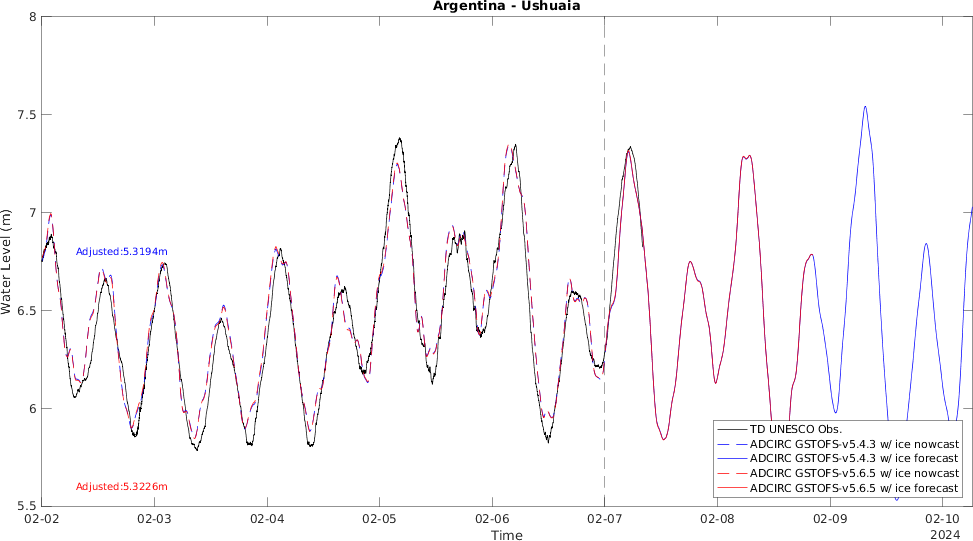 Argentina - Ushuaia
8
7.5
7
6.5
6
5.5
Water Level (m)
Adjusted:5.3194m
Adjusted:5.3226m
TD UNESCO Obs.
ADCIRC GSTOFS-v5.4.3 w/ ice nowcast
ADCIRC GSTOFS-v5.4.3 w/ ice forecast
ADCIRC GSTOFS-v5.6.5 w/ ice nowcast
ADCIRC GSTOFS-v5.6.5 w/ ice forecast
02-02 02-03 02-04 02-05 02-06 02-07 02-08 02-09 02-10
Time
2024